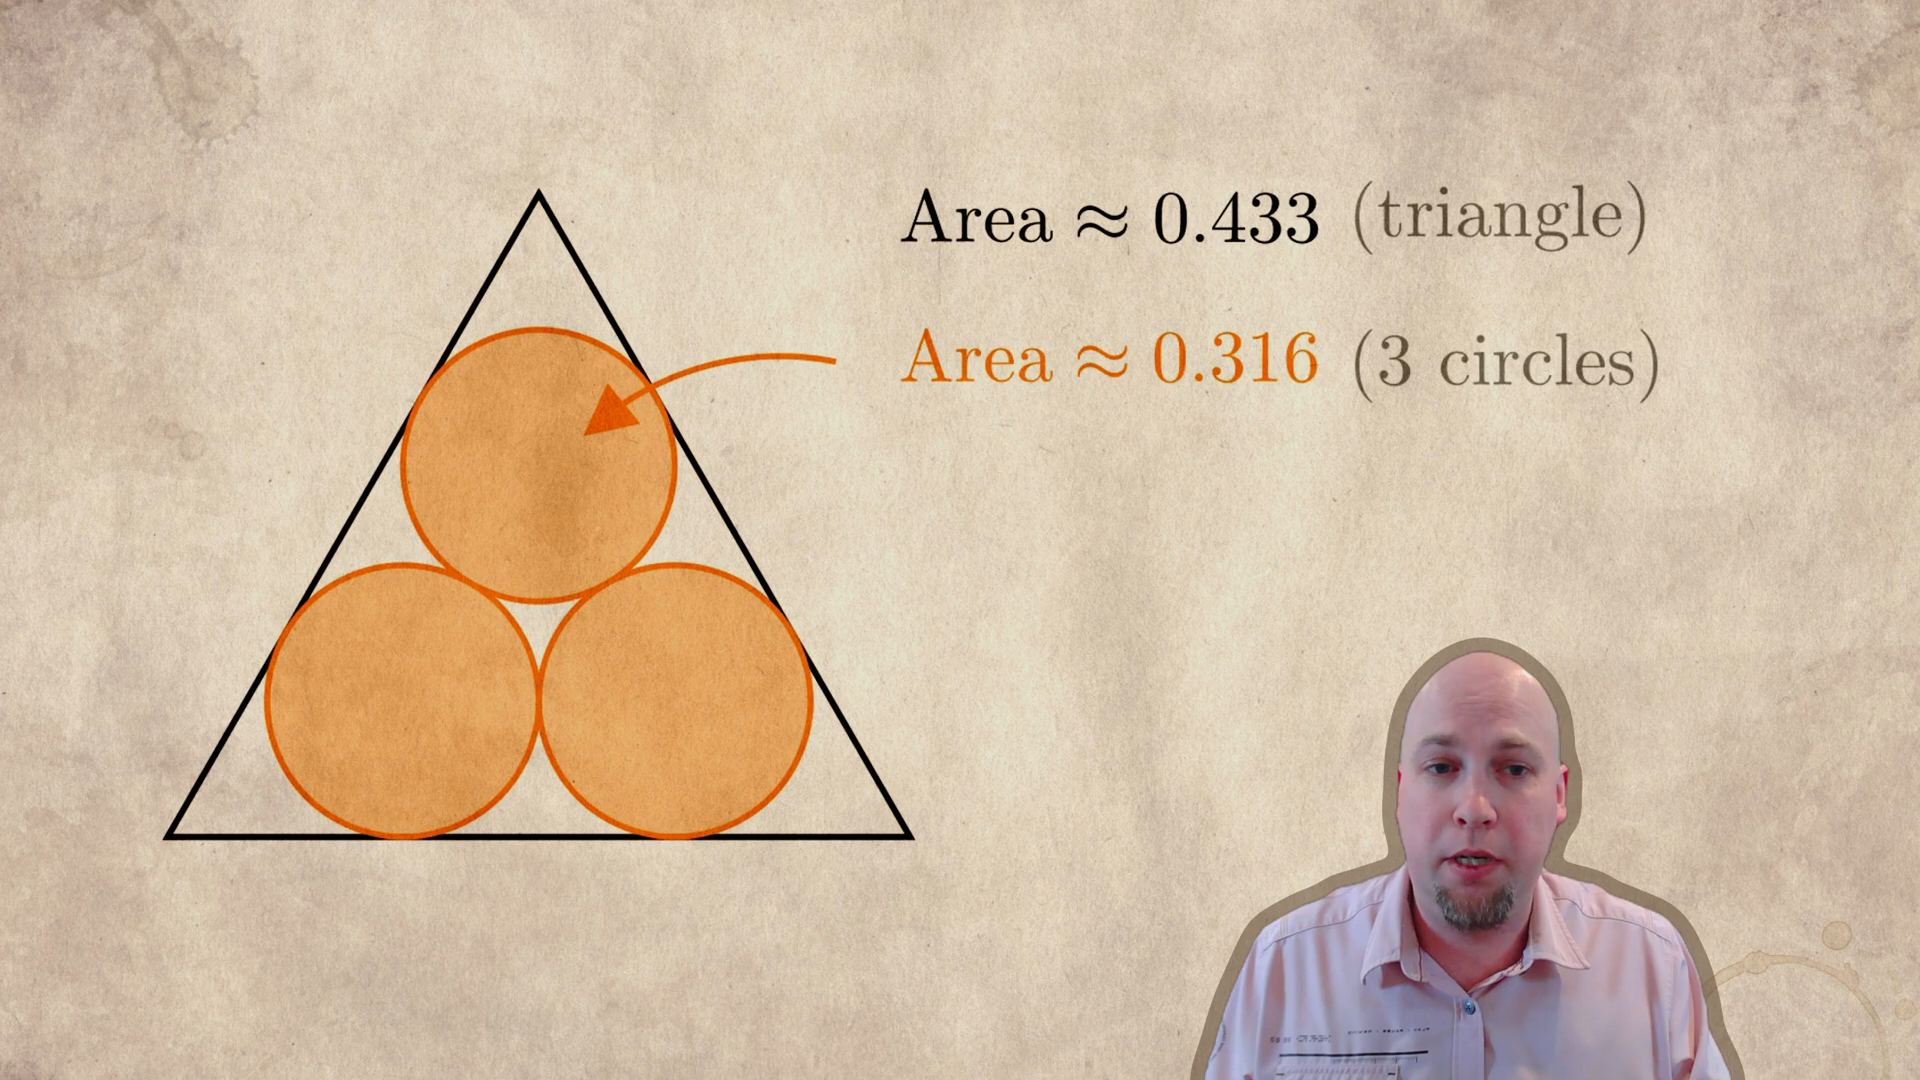 Area ≈ 0.433 (triangle)
Area ≈ 0.316 (3 circles)